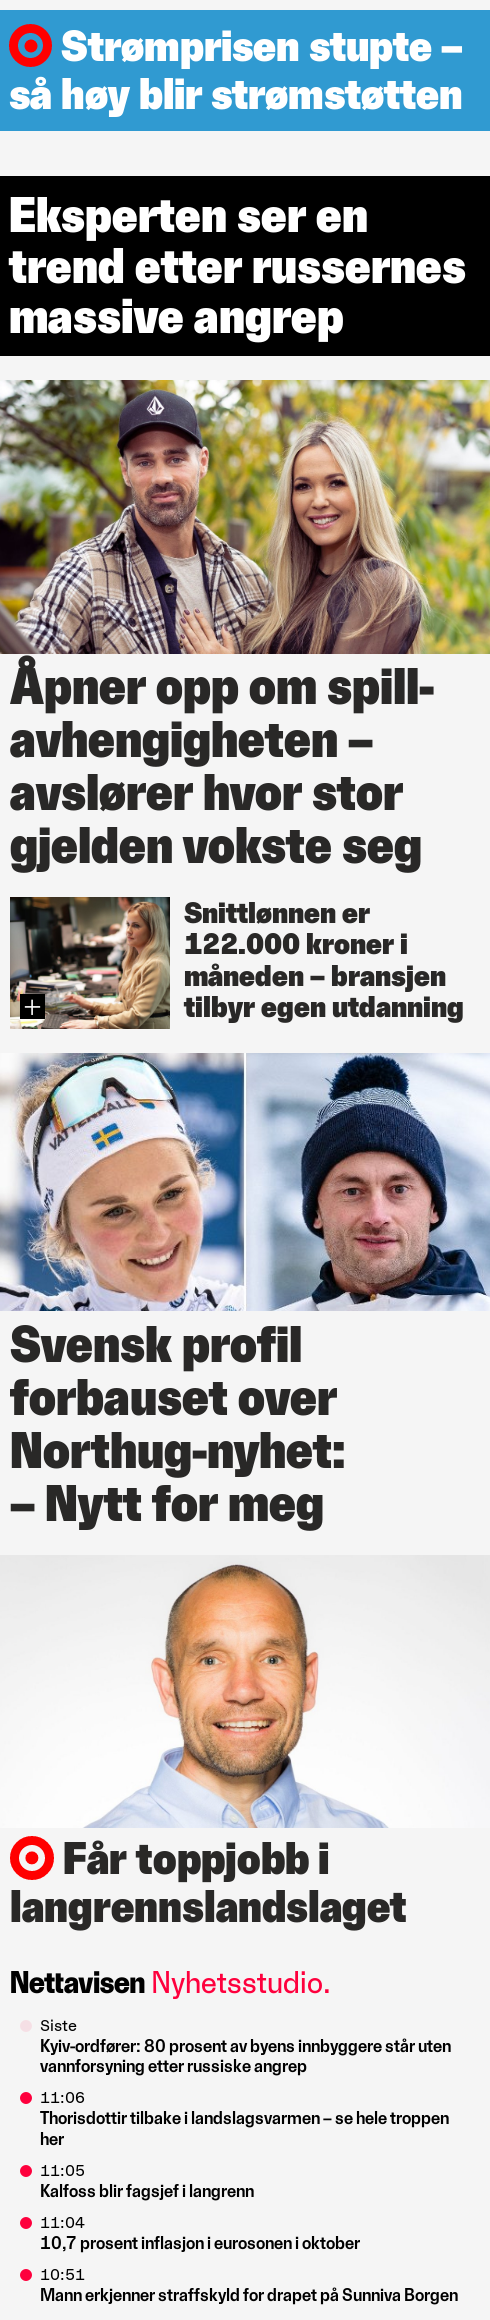 Strømprisen stupte –
så høy blir strømstøtten
Eksperten ser en
trend etter russernes
massive angrep
Åpner opp om spill-
avhengigheten –
avslører hvor stor
gjelden vokste seg
Snittlønnen er
122.000 kroner i
måneden – bransjen
tilbyr egen utdanning
VATTENFALL
Svensk profil
forbauset over
Northug-nyhet:
– Nytt for meg
Får toppjobb i
langrennslandslaget
Nettavisen Nyhetsstudio.
Siste
Kyiv-ordfører: 80 prosent av byens innbyggere står uten
vannforsyning etter russiske angrep
11:06
Thorisdottir tilbake i landslagsvarmen – se hele troppen
her
11:05
Kalfoss blir fagsjef i langrenn
11:04
10,7 prosent inflasjon i eurosonen i oktober
10:51
Mann erkjenner straffskyld for drapet på Sunniva Borgen